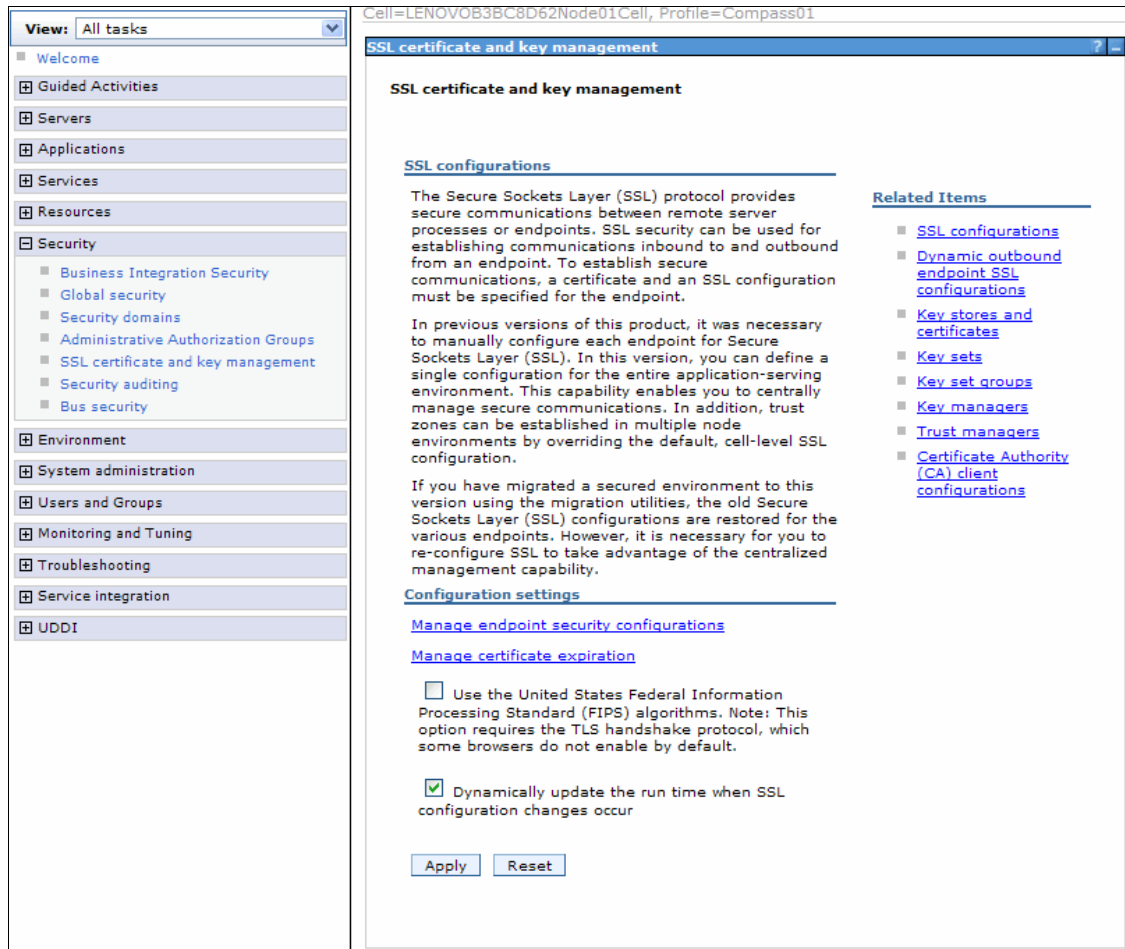 View: All tasks
Welcome
Guided Activities
Servers
Applications
Services
Resources
Security
Business Integration Security
Global security
Security domains
Administrative Authorization Groups
SSL certificate and key management
Security auditing
Bus security
Environment
System administration
Users and Groups
Monitoring and Tuning
Troubleshooting
Service integration
UDDI
Cell=LENOVOB3BC8D62Node01Cell, Profile=Compass01
SSL certificate and key management ? _
SSL certificate and key management
SSL configurations
The Secure Sockets Layer (SSL) protocol provides
secure communications between remote server
processes or endpoints. SSL security can be used for
establishing communications inbound to and outbound
from an endpoint. To establish secure
communications, a certificate and an SSL configuration
must be specified for the endpoint.
In previous versions of this product, it was necessary
to manually configure each endpoint for Secure
Sockets Layer (SSL). In this version, you can define a
single configuration for the entire application-serving
environment. This capability enables you to centrally
manage secure communications. In addition, trust
zones can be established in multiple node
environments by overriding the default, cell-level SSL
configuration.
If you have migrated a secured environment to this
version using the migration utilities, the old Secure
Sockets Layer (SSL) configurations are restored for the
various endpoints. However, it is necessary for you to
re-configure SSL to take advantage of the centralized
management capability.
Configuration settings
Manage endpoint security configurations
Manage certificate expiration
Use the United States Federal Information
Processing Standard (FIPS) algorithms. Note: This
option requires the TLS handshake protocol, which
some browsers do not enable by default.
Dynamically update the run time when SSL
configuration changes occur
Apply Reset
Related Items
SSL configurations
Dynamic outbound
endpoint SSL
configurations
Key stores and
certificates
Key sets
Key set groups
Key managers
Trust managers
Certificate Authority
(CA) client
configurations